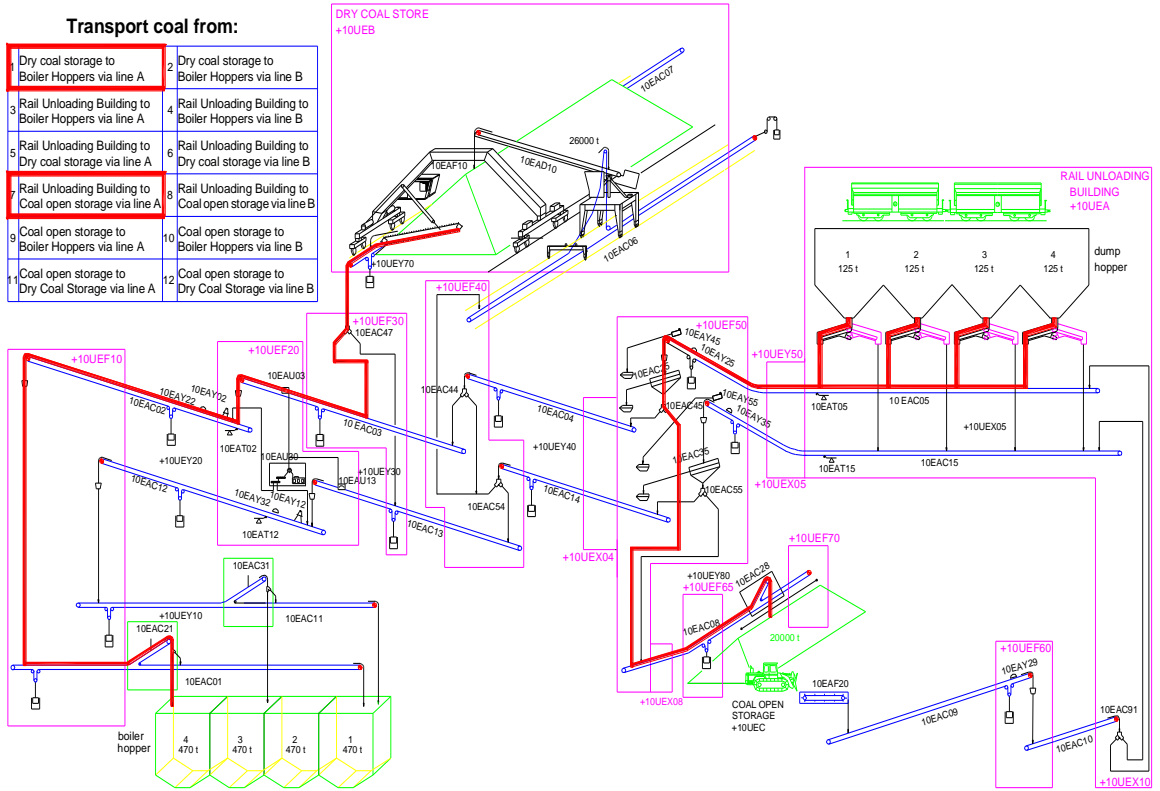 Transport coal from:
1 Dry coal storage to
Boiler Hoppers via line A
2 Dry coal storage to
Boiler Hoppers via line B
3 Rail Unloading Building to
Boiler Hoppers via line A
4 Rail Unloading Building to
Boiler Hoppers via line B
5 Rail Unloading Building to
Dry coal storage via line A
6 Rail Unloading Building to
Dry coal storage via line B
7 Rail Unloading Building to
Coal open storage via line A
8 Rail Unloading Building to
Coal open storage via line B
9 Coal open storage to
Boiler Hoppers via line A
10 Coal open storage to
Boiler Hoppers via line B
11 Coal open storage to
Dry Coal Storage via line A
12 Coal open storage to
Dry Coal Storage via line B
DRY COAL STORE
+10UEB
10EAC07
26000 t
10EAF10
10EAD10
10EAC06
+10UEY70
RAIL UNLOADING
BUILDING
+10UEA
dump
hopper
1
125 t
2
125 t
3
125 t
4
125 t
+10UEF40
+10UEF30
10EAC47
+10UEF50
10EAY45
10EAY25
+10UEY50
+10UEF10
+10UEF20
10EAU03
10EAY02
10EAY22
10EAC02
10EAC44
10EAC04
10EAC45
10EAY55
10EAY35
10EAT05
10EAC05
10EAC03
10EAT02
+10UEX05
+10UEY20
10EAU30
+10UEY30
10EAU13
+10UEY40
10EAC35
10EAT15
10EAC15
10EAC12
10EAY32
10EAY12
10EAC14
10EAC55
+10UEX05
10EAC54
10EAT12
10EAC13
+10UEX04
+10UEF70
10EAC31
+10UEY80
10EAC28
+10UEF65
+10UEY10
10EAC11
10EAC21
10EAC08
20000 t
+10UEF60
10EAY29
10EAC01
10EAF20
+10UEX08
COAL OPEN
STORAGE
+10UEC
10EAC09
10EAC91
10EAC10
boiler
hopper
4
470 t
3
470 t
2
470 t
1
470 t
+10UEX10